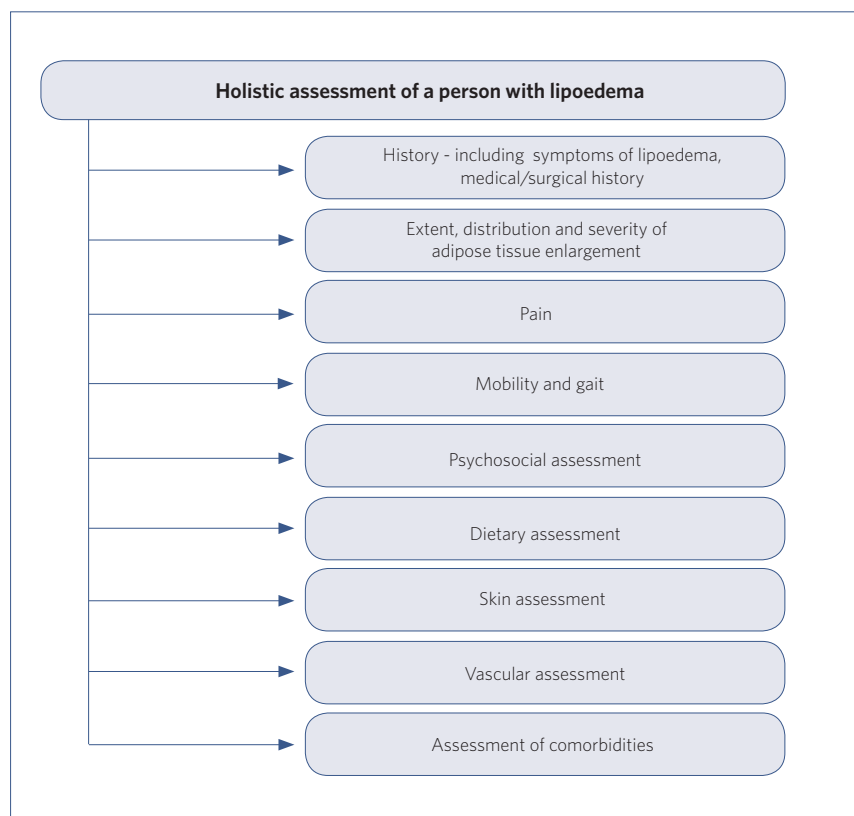 Holistic assessment of a person with lipoedema
History - including symptoms of lipoedema,
medical/surgical history
Extent, distribution and severity of
adipose tissue enlargement
Pain
Mobility and gait
Psychosocial assessment
Dietary assessment
Skin assessment
Vascular assessment
Assessment of comorbidities